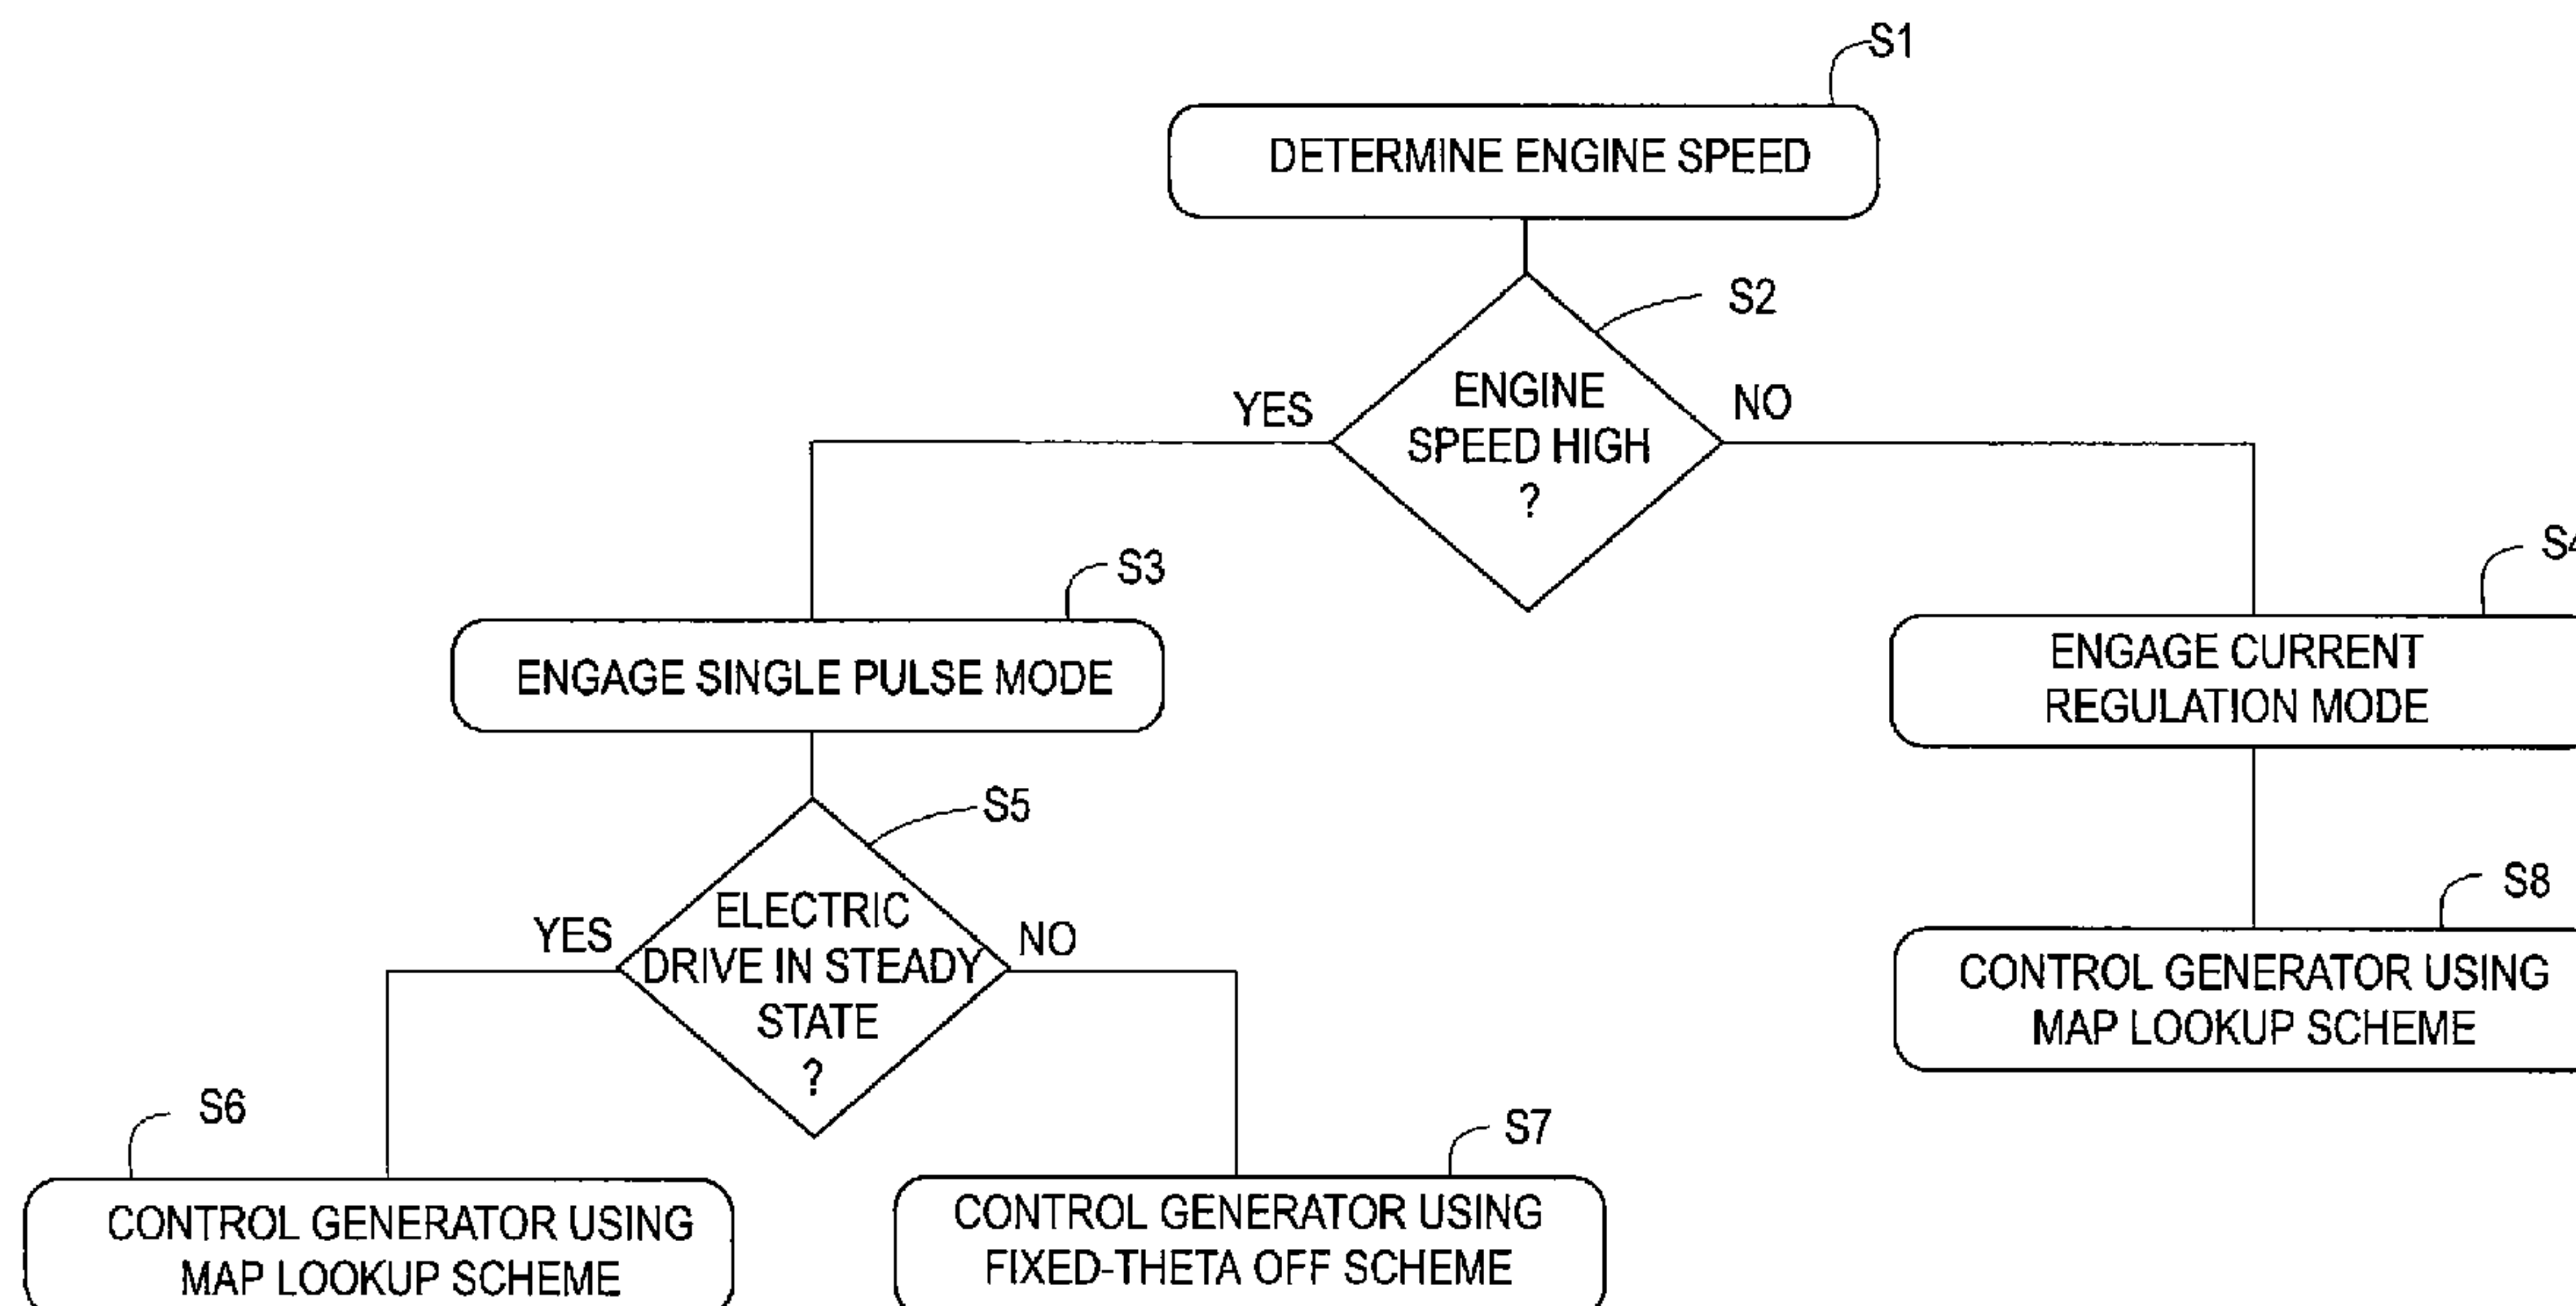 S1
DETERMINE ENGINE SPEED
S2
ENGINE
SPEED HIGH
?
YES
NO
S3
ENGAGE SINGLE PULSE MODE
S4
ENGAGE CURRENT
REGULATION MODE
S5
ELECTRIC
DRIVE IN STEADY
STATE
?
YES
NO
S8
CONTROL GENERATOR USING
MAP LOOKUP SCHEME
S6
CONTROL GENERATOR USING
MAP LOOKUP SCHEME
S7
CONTROL GENERATOR USING
FIXED-THETA OFF SCHEME